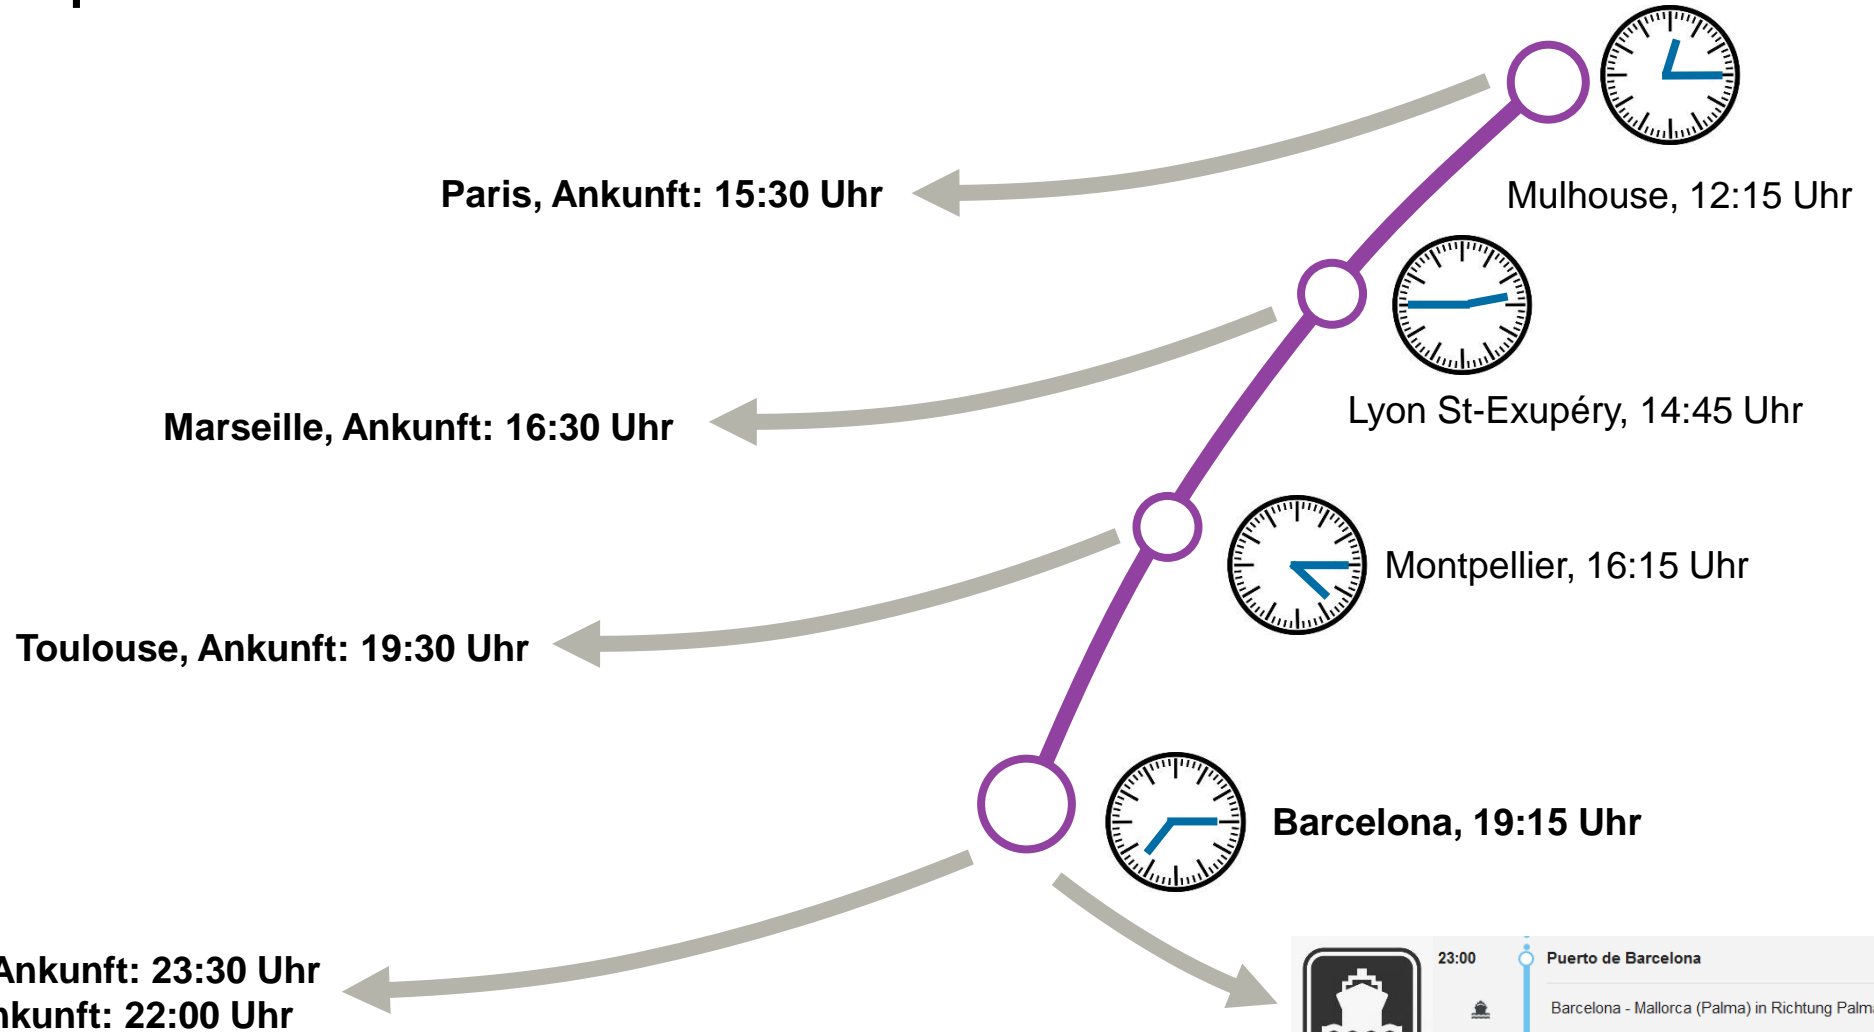 Mulhouse, 12:15 Uhr
Paris, Ankunft: 15:30 Uhr
Lyon St-Exupéry, 14:45 Uhr
Marseille, Ankunft: 16:30 Uhr
Montpellier, 16:15 Uhr
Toulouse, Ankunft: 19:30 Uhr
Barcelona, 19:15 Uhr
Ankunft: 23:30 Uhr
22:00 Uhr
23:00 Puerto de Barcelona
Barcelona - Mallorca (Palma) in Richtung